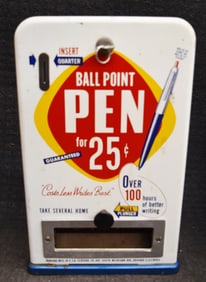 INSERT
QUARTER
BALL POINT
PEN
for
25¢
GUARANTEED
"Costs Less Writes Best"
OVER
100 hours
of better
writing
TAKE SEVERAL HOME
PULL
PLUNGER